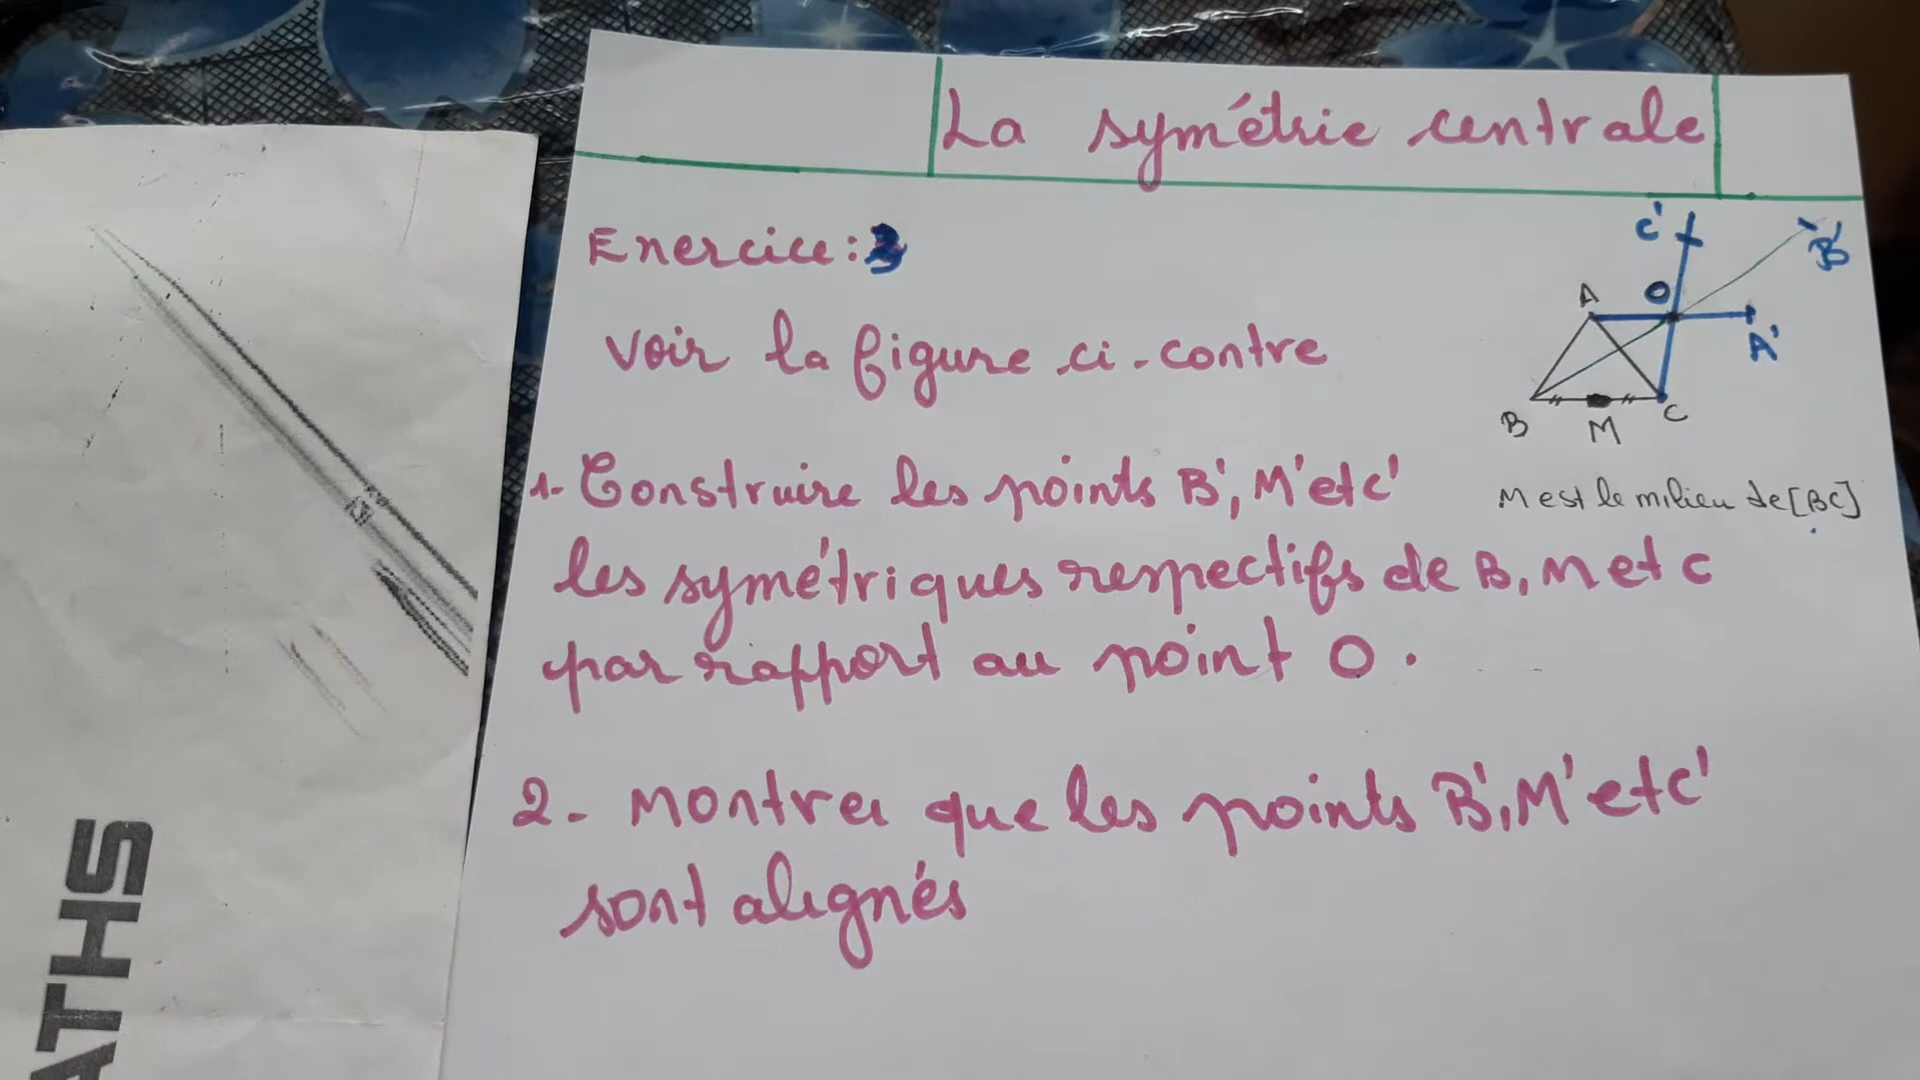 La symétrie centrale
Enercice: 3
C'
B'
A
O
A'
B
M
C
Voir la figure ci-contre
M est le milieu de [BC]
1- Construire les points B', M' et C'
les symétriques respectifs de B, M et C
par rapport au point O.
2- Montrer que les points B', M' et C'
sont alignés
ATHS